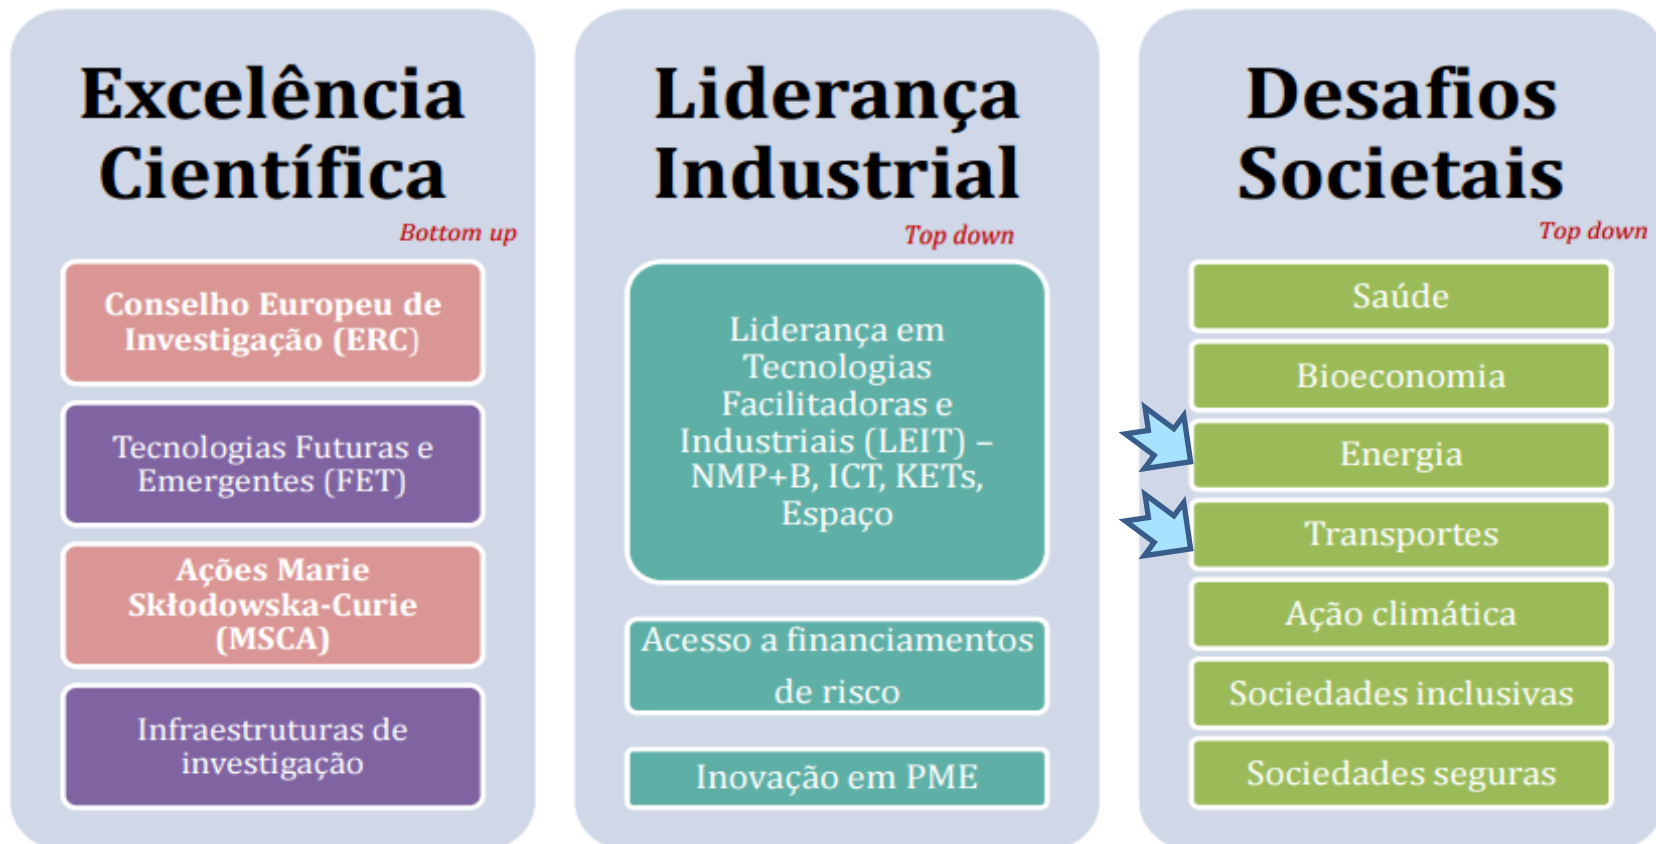 Excelência
Científica
Bottom up
Conselho Europeu de
Investigação (ERC)
Tecnologias Futuras e
Emergentes (FET)
Ações Marie
Skłodowska-Curie
(MSCA)
Infraestruturas de
investigação
Liderança
Industrial
Top down
Liderança em
Tecnologias
Facilitadoras e
Industriais (LEIT) –
NMP+B, ICT, KETs,
Espaço
Acesso a financiamentos
de risco
Inovação em PME
Desafios
Societais
Top down
Saúde
Bioeconomia
Energia
Transportes
Ação climática
Sociedades inclusivas
Sociedades seguras